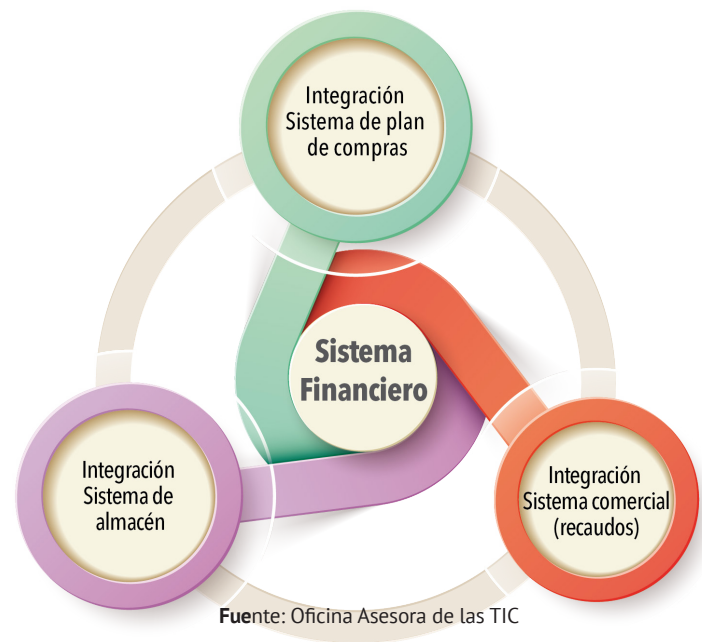 Integración
Sistema de plan
de compras
Sistema
Financiero
Integración
Sistema de
almacén
Integración
Sistema comercial
(recaudos)
Fuente: Oficina Asesora de las TIC